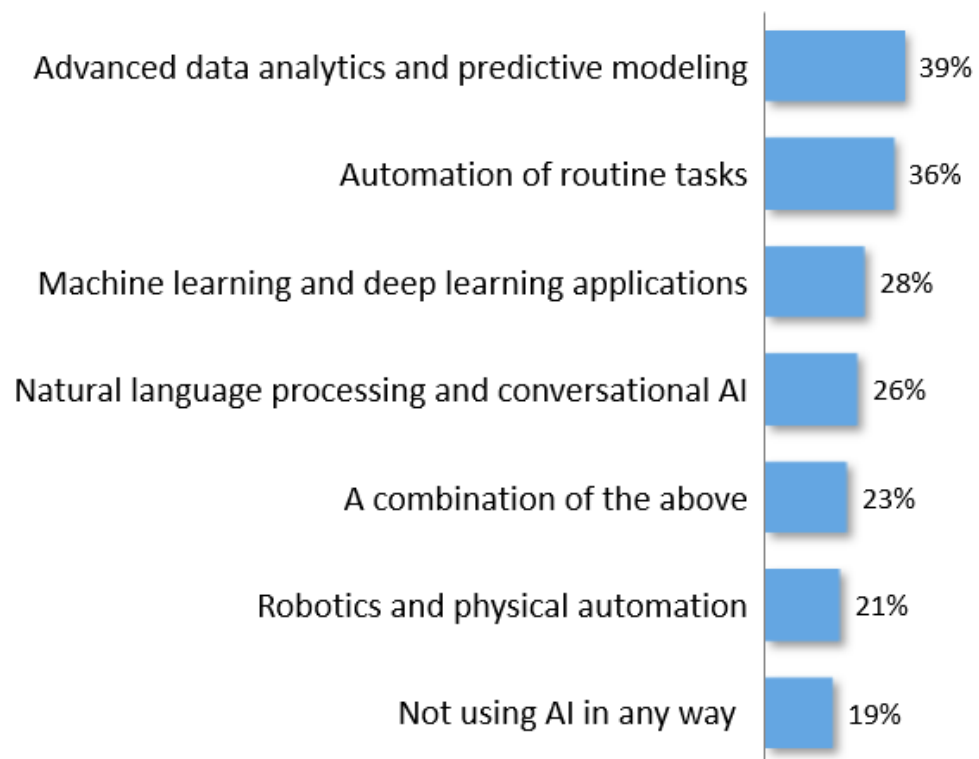 Advanced data analytics and predictive modeling 39%
Automation of routine tasks 36%
Machine learning and deep learning applications 28%
Natural language processing and conversational AI 26%
A combination of the above 23%
Robotics and physical automation 21%
Not using AI in any way 19%